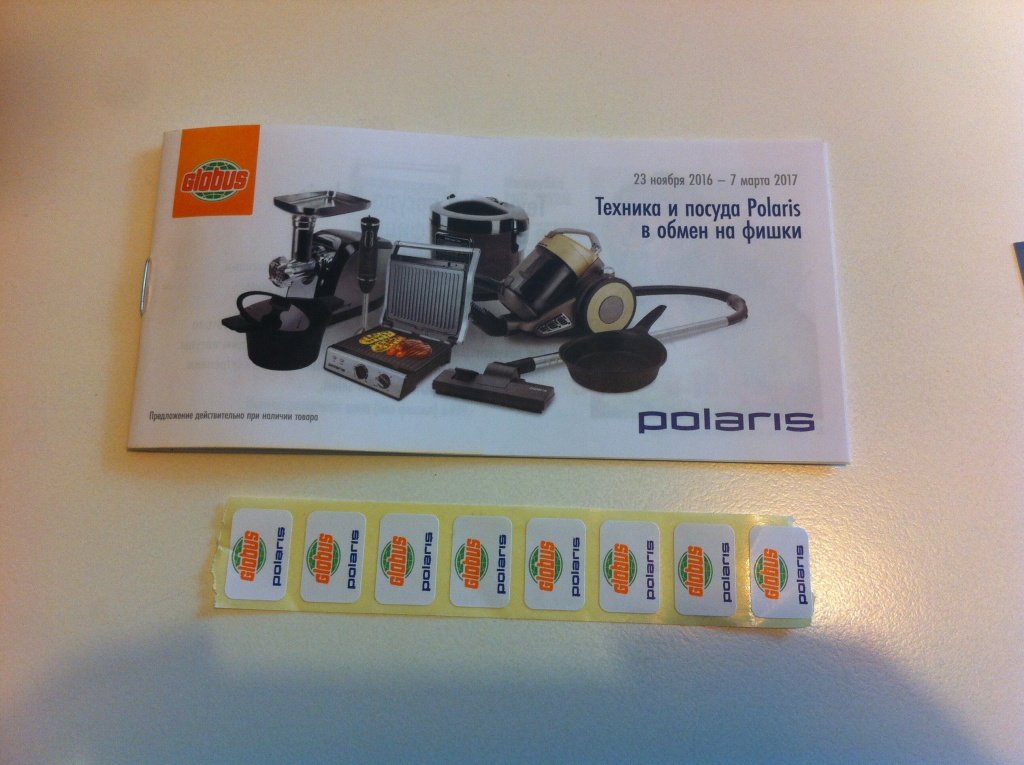 Globus
23 ноября 2016 – 7 марта 2017
Техника и посуда Polaris
в обмен на фишки
Предложение действительно при наличии товара
polaris
Globus
polaris
Globus
polaris
Globus
polaris
Globus
polaris
Globus
polaris
Globus
polaris
Globus
polaris
Globus
polaris